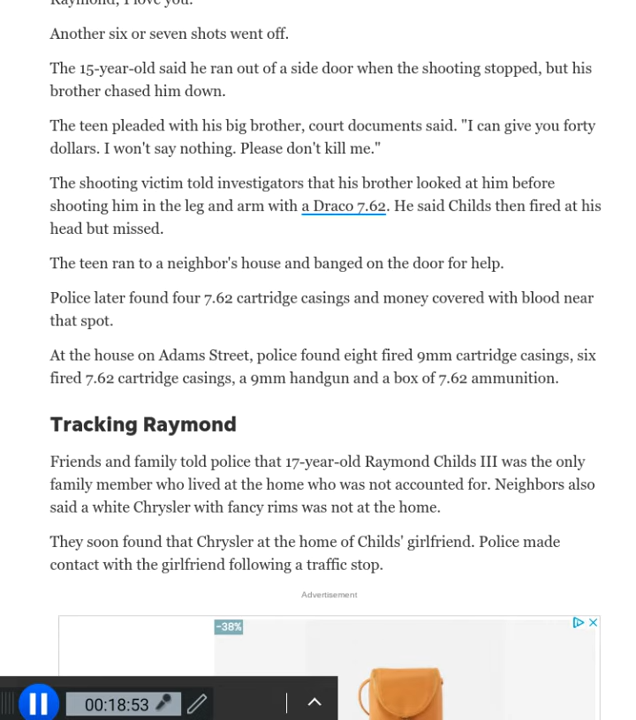 Raymond, I love you."
Another six or seven shots went off.
The 15-year-old said he ran out of a side door when the shooting stopped, but his
brother chased him down.
The teen pleaded with his big brother, court documents said. "I can give you forty
dollars. I won't say nothing. Please don't kill me."
The shooting victim told investigators that his brother looked at him before
shooting him in the leg and arm with a Draco 7.62. He said Childs then fired at his
head but missed.
The teen ran to a neighbor's house and banged on the door for help.
Police later found four 7.62 cartridge casings and money covered with blood near
that spot.
At the house on Adams Street, police found eight fired 9mm cartridge casings, six
fired 7.62 cartridge casings, a 9mm handgun and a box of 7.62 ammunition.
Tracking Raymond
Friends and family told police that 17-year-old Raymond Childs III was the only
family member who lived at the home who was not accounted for. Neighbors also
said a white Chrysler with fancy rims was not at the home.
They soon found that Chrysler at the home of Childs' girlfriend. Police made
contact with the girlfriend following a traffic stop.
Advertisement
-38%
00:18:53